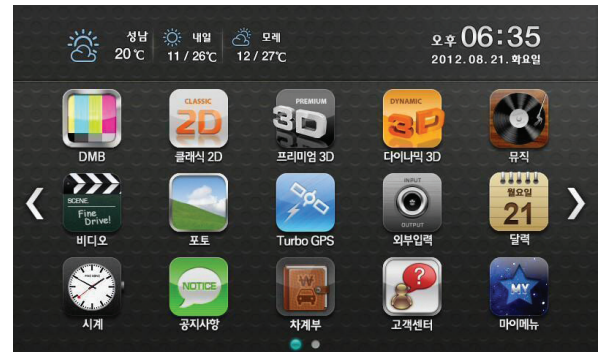 성남 내일 모레
20℃ 11 / 26℃ 12 / 27℃
오후 06:35
2012. 08. 21. 화요일
CLASSIC
2D
PREMIUM
3D
DYNAMIC
3D
DMB 클래식 2D 프리미엄 3D 다이나믹 3D 뮤직
SCENE.
Fine
Drive!
INPUT
OUTPUT
월요일
21
비디오 포토 Turbo GPS 외부입력 달력
NOTICE
₩
?
MY
시계 공지사항 차계부 고객센터 마이메뉴